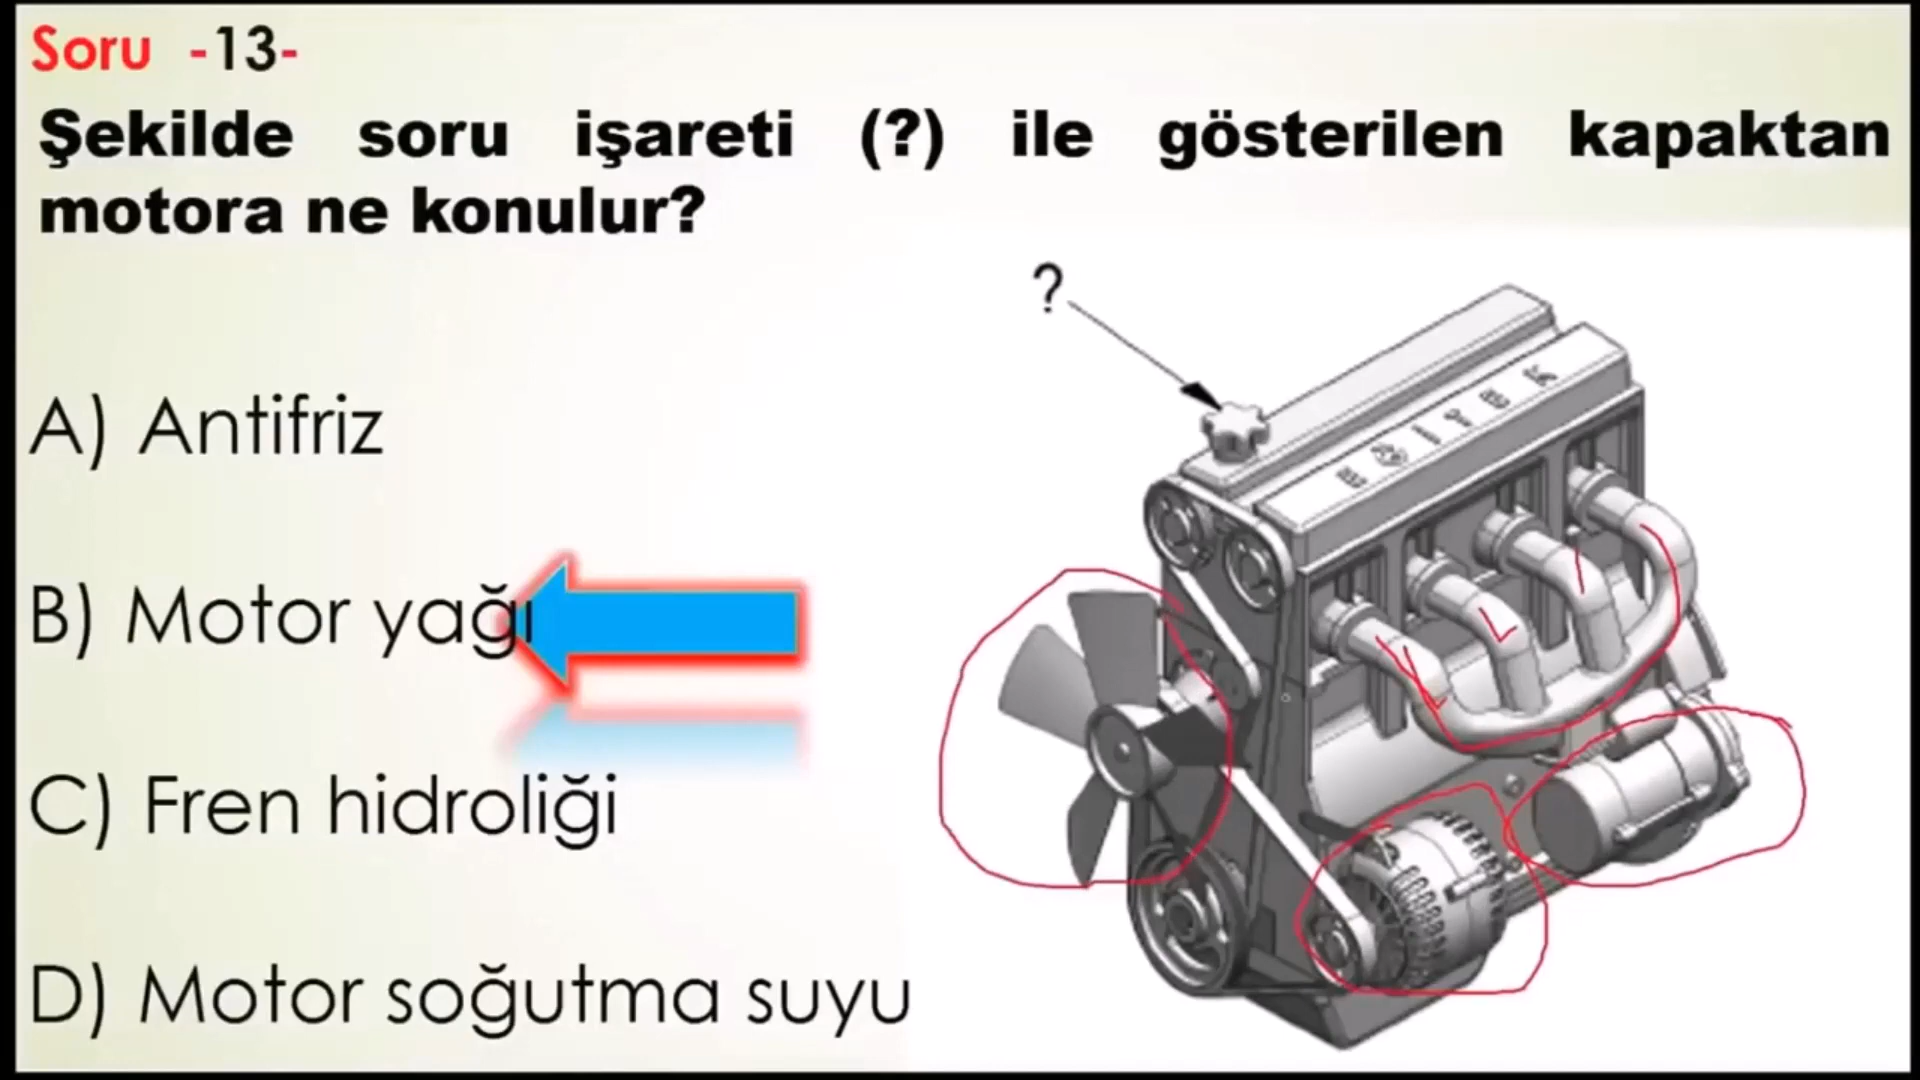 Soru -13-
Şekilde soru işareti (?) ile gösterilen kapaktan
motora ne konulur?
?
A) Antifriz
B) Motor yağı
C) Fren hidroliği
D) Motor soğutma suyu